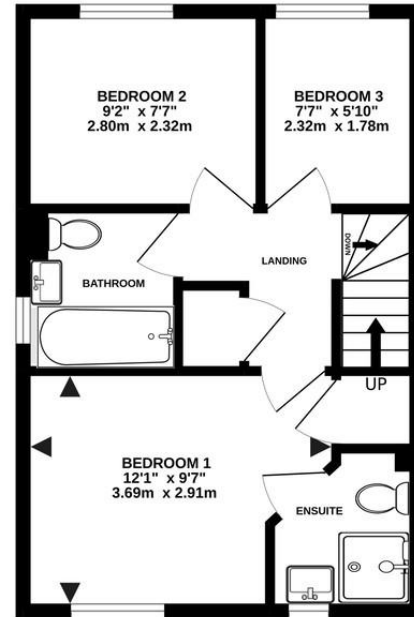 BEDROOM 2
9'2" x 7'7"
2.80m x 2.32m
BEDROOM 3
7'7" x 5'10"
2.32m x 1.78m
LANDING
DOWN
BATHROOM
UP
BEDROOM 1
12'1" x 9'7"
3.69m x 2.91m
ENSUITE